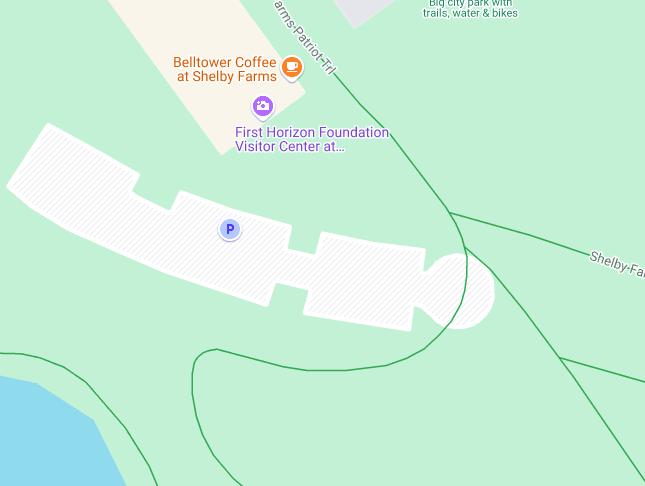 Big city park with
trails, water & bikes
arms-Patriot-Trl
Belltower Coffee
at Shelby Farms
First Horizon Foundation
Visitor Center at...
P
Shelby-Fa